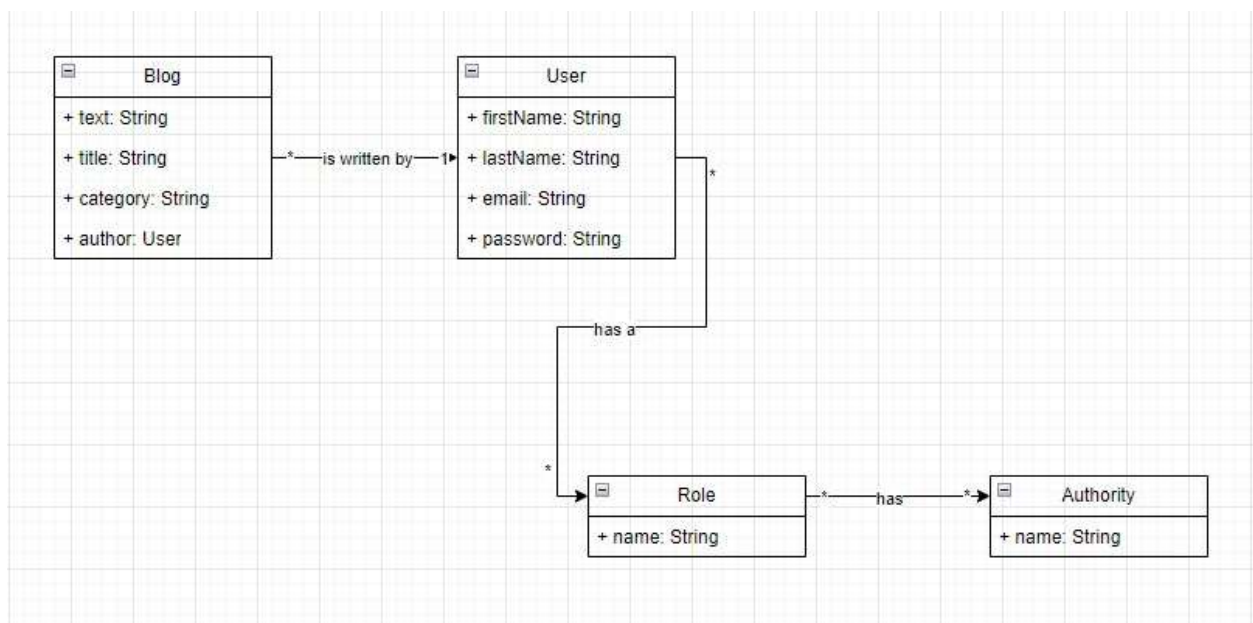 Blog
+ text: String
+ title: String
+ category: String
+ author: User
* is written by 1
User
+ firstName: String
+ lastName: String
+ email: String
+ password: String
*
has a
*
Role
+ name: String
* has *
Authority
+ name: String